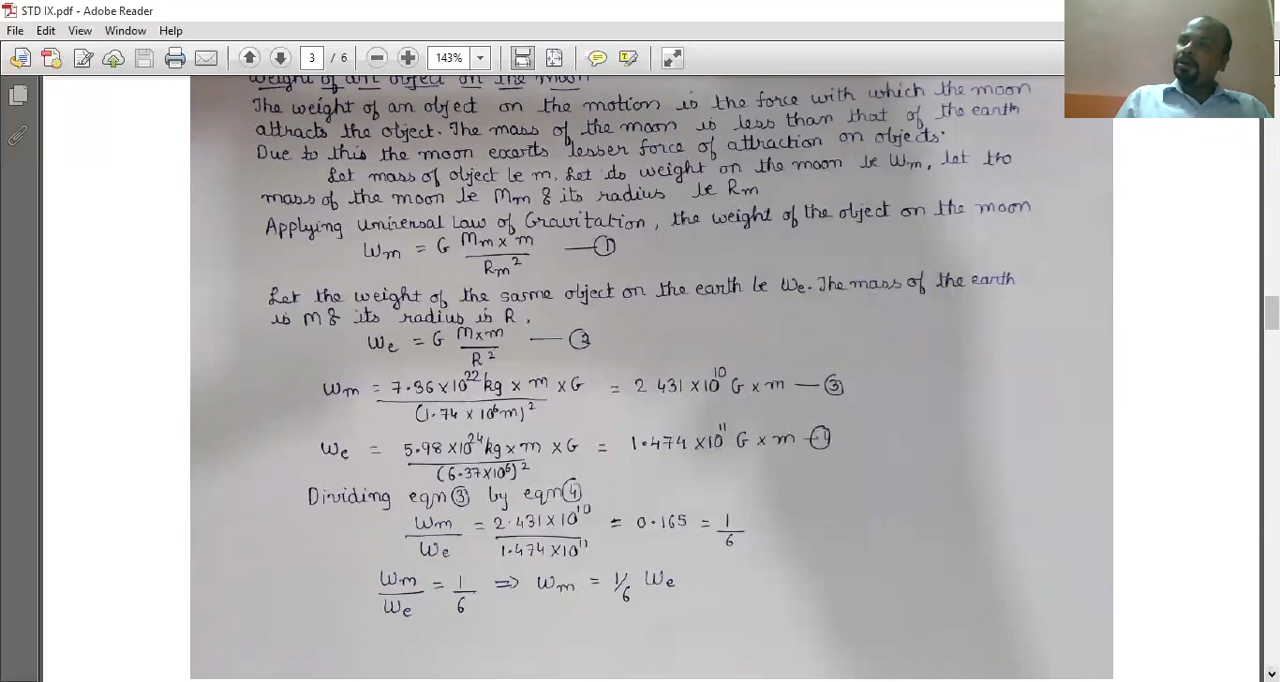 STD IX.pdf - Adobe Reader
File Edit View Window Help
3 / 6 143%
Weight of an object on the moon
The weight of an object on the motion is the force with which the moon
attracts the object. The mass of the moon is less than that of the earth
Due to this the moon exerts lesser force of attraction on objects.
Let mass of object be m, Let do weight on the moon be Wm, let the
mass of the moon be Mm & its radius be Rm
Applying universal Law of Gravitation, the weight of the object on the moon
Wm = G Mm x m / Rm² — ①
Let the weight of the same object on the earth be We. The mass of the earth
is M & its radius is R.
We = G M x m / R² — ②
Wm = 7.36 x 10²² kg x m x G / (1.74 x 10⁶ m)² = 2 431 x 10¹⁰ G x m — ③
We = 5.98 x 10²⁴ kg x m x G / (6.37 x 10⁶)² = 1.474 x 10¹¹ G x m — ④
Dividing eqn ③ by eqn ④
Wm / We = 2.431 x 10¹⁰ / 1.474 x 10¹¹ = 0.165 = 1/6
Wm / We = 1/6 => Wm = 1/6 We